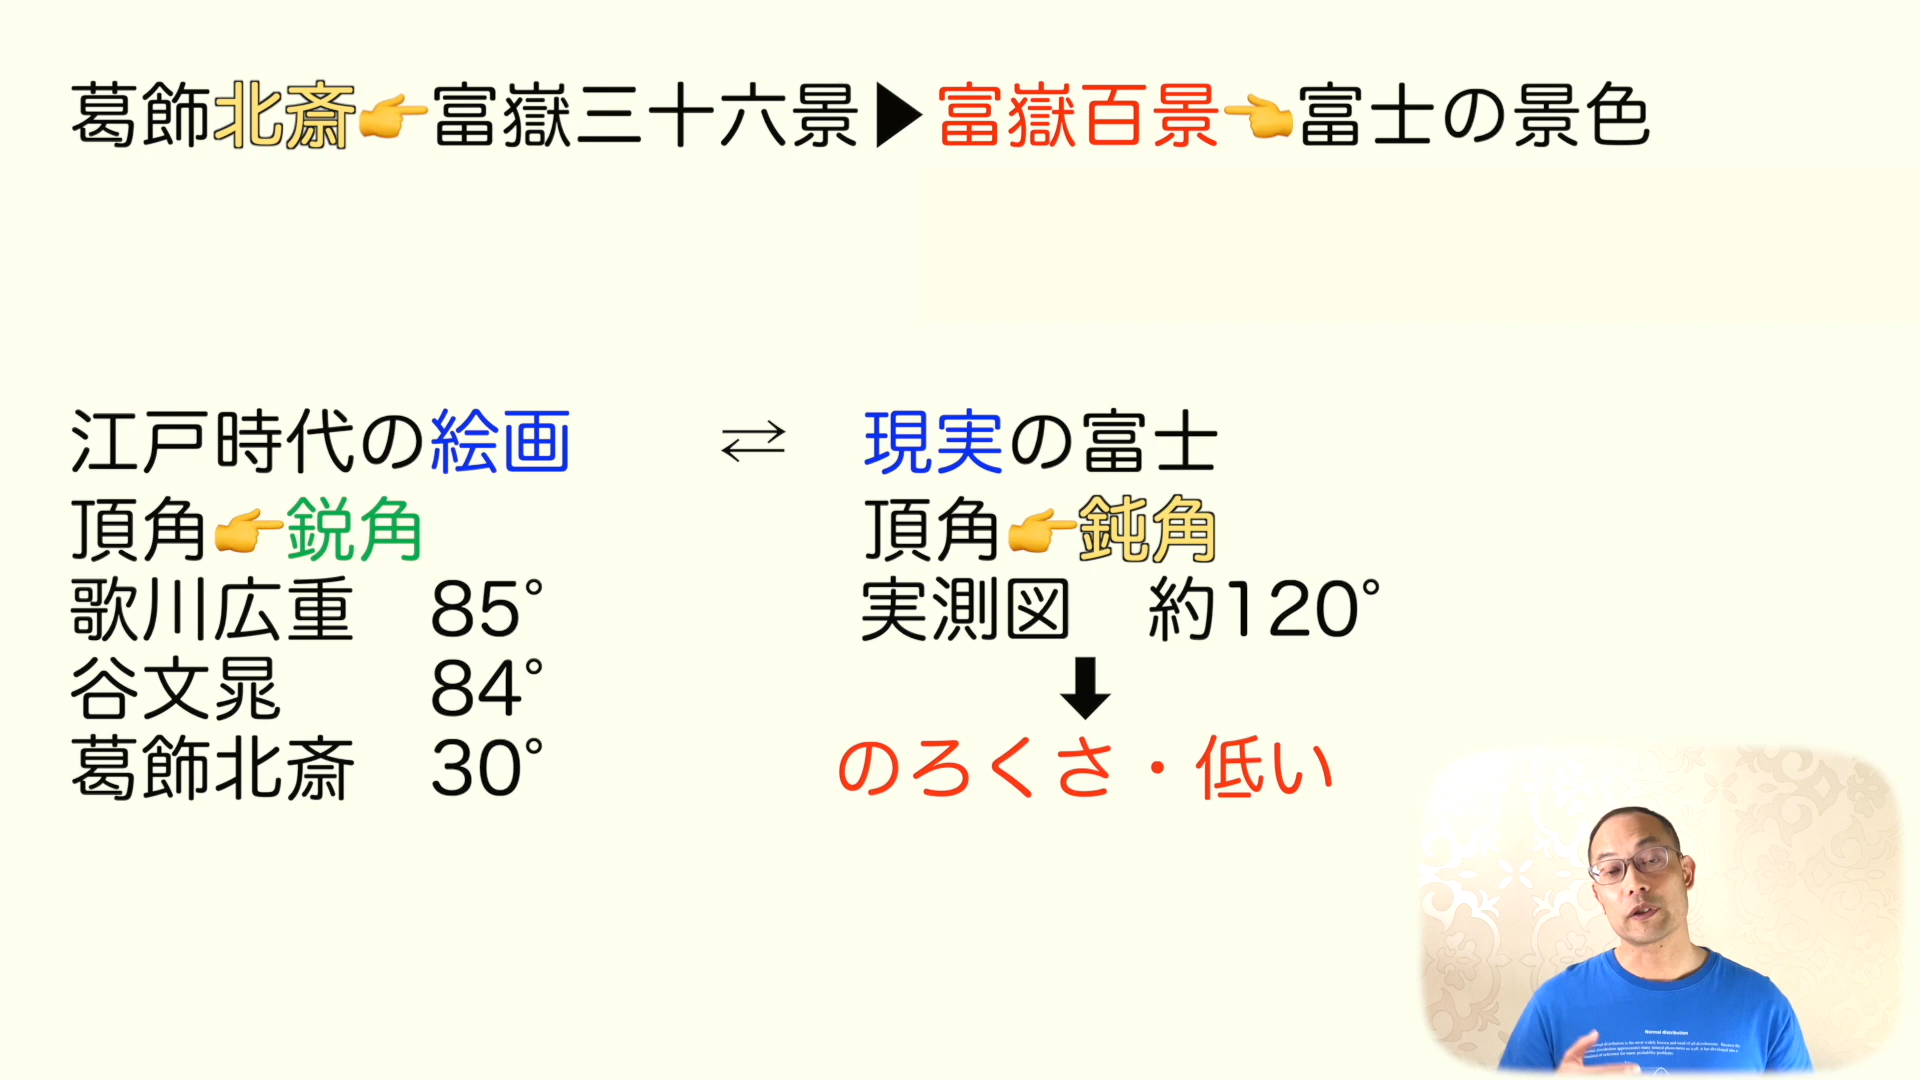 葛飾北斎👉富嶽三十六景▶富嶽百景👈富士の景色
江戸時代の絵画 ⇄ 現実の富士
頂角👉鋭角 頂角👉鈍角
歌川広重 85° 実測図 約120°
谷文晁 84° ⬇
葛飾北斎 30° のろくさ・低い
Normal distribution